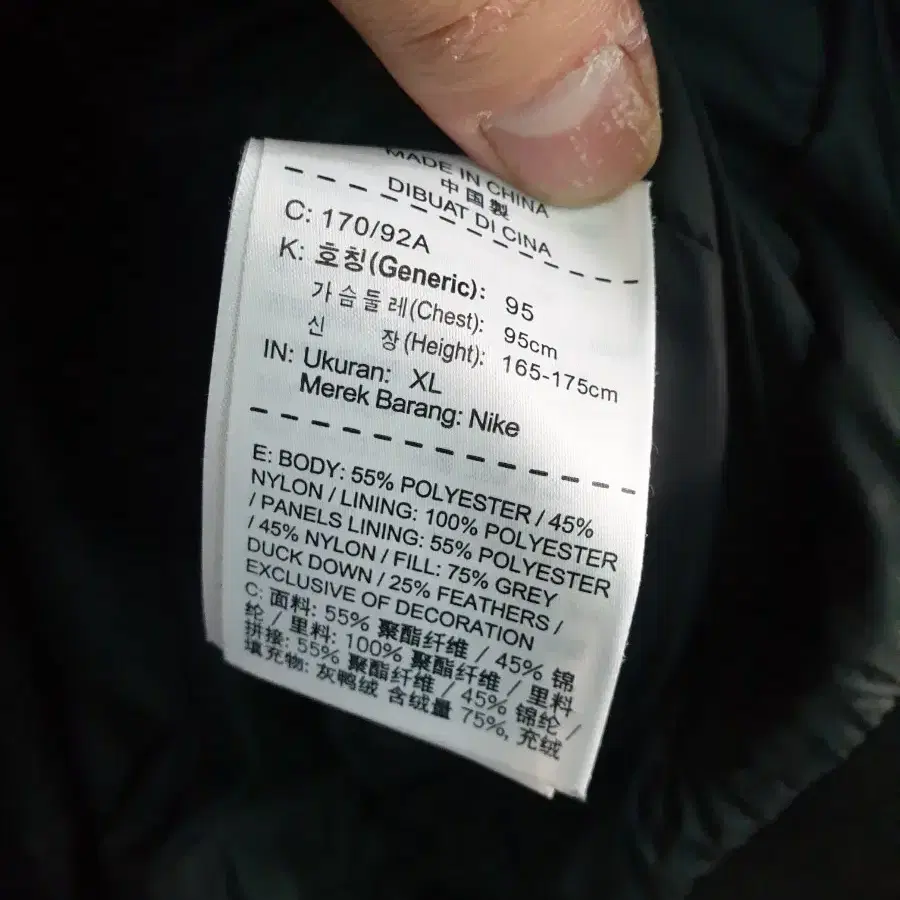 MADE IN CHINA
中国製
DIBUAT DI CINA
C: 170/92A
K: 호칭(Generic): 95
가슴둘레(Chest): 95cm
신 장(Height): 165-175cm
IN: Ukuran: XL
Merek Barang: Nike
E: BODY: 55% POLYESTER / 45%
NYLON / LINING: 100% POLYESTER
/ PANELS LINING: 55% POLYESTER
/ 45% NYLON / FILL: 75% GREY
DUCK DOWN / 25% FEATHERS /
EXCLUSIVE OF DECORATION
C: 面料: 55% 聚酯纤维 / 45% 锦
纶 / 里料: 100% 聚酯纤维 / 里料
拼接: 55% 聚酯纤维 / 45% 锦纶 /
填充物: 灰鸭绒 含绒量 75%, 充绒